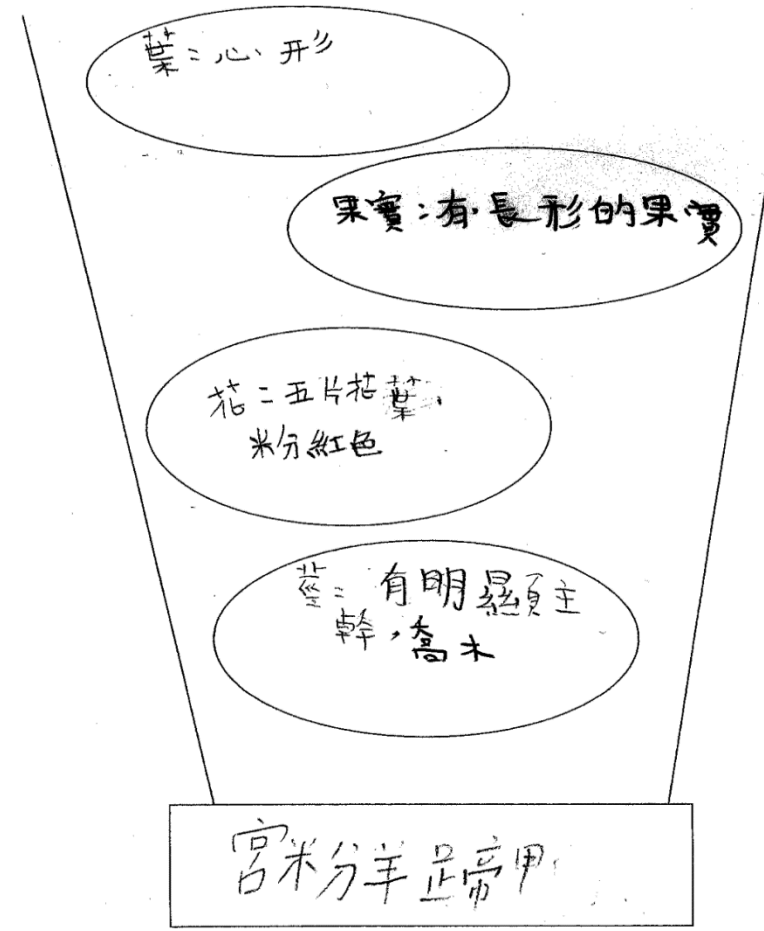 葉：心形
果實：有長形的果實
花：五片花葉，
粉紅色
莖：有明顯主
幹，喬木
宮粉羊蹄甲